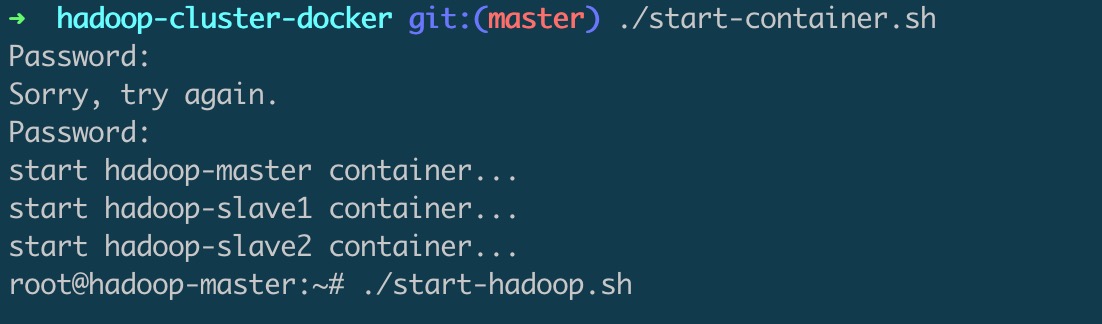 ➜  hadoop-cluster-docker git:(master) ./start-container.sh
Password:
Sorry, try again.
Password:
start hadoop-master container...
start hadoop-slave1 container...
start hadoop-slave2 container...
root@hadoop-master:~# ./start-hadoop.sh